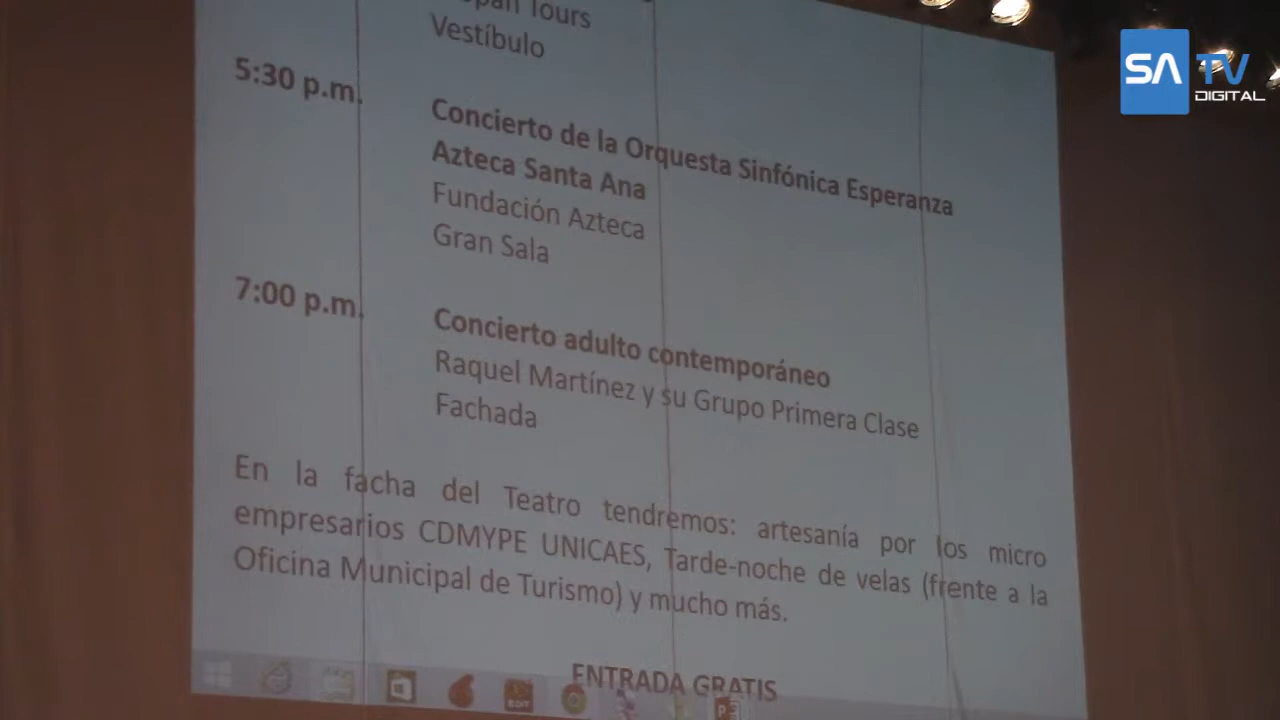 Tours
Vestíbulo
5:30 p.m.
Concierto de la Orquesta Sinfónica Esperanza
Azteca Santa Ana
Fundación Azteca
Gran Sala
7:00 p.m.
Concierto adulto contemporáneo
Raquel Martínez y su Grupo Primera Clase
Fachada
En la facha del Teatro tendremos: artesanía por los micro
empresarios CDMYPE UNICAES, Tarde-noche de velas (frente a la
Oficina Municipal de Turismo) y mucho más.
ENTRADA GRATIS
SA TV
DIGITAL